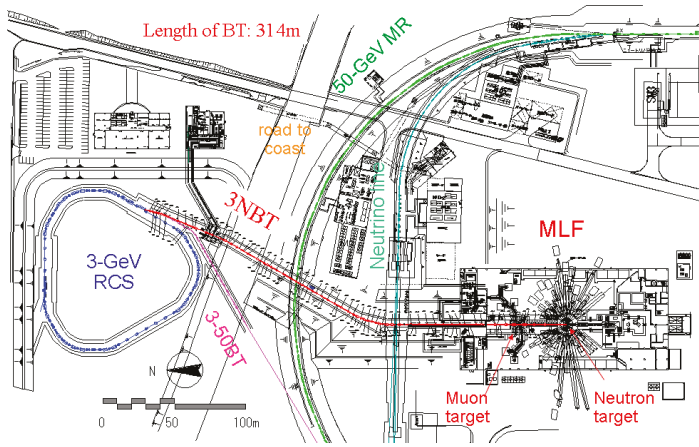 Length of BT: 314m
50-GeV MR
road to
coast
3NBT
Neutrino line
MLF
3-GeV
RCS
3-50BT
N
0
50
100m
Muon
target
Neutron
target